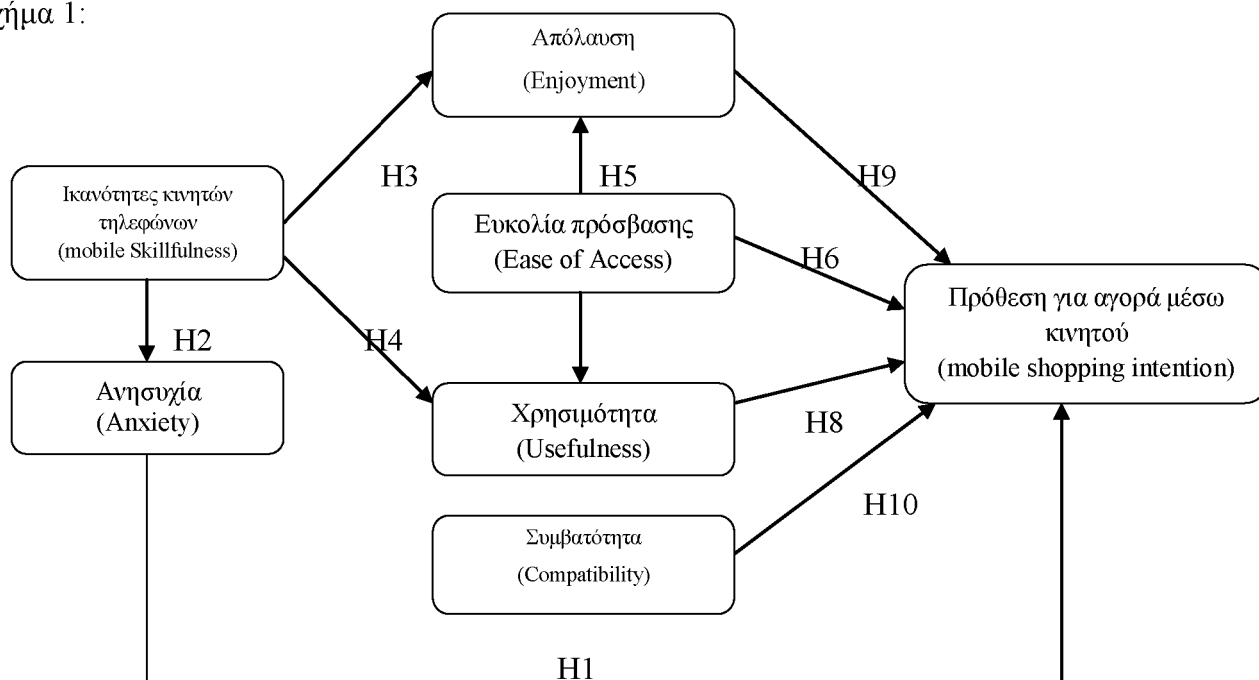 χήμα 1:
Απόλαυση
(Enjoyment)
H3
H5
H9
Ικανότητες κινητών
τηλεφώνων
(mobile Skillfulness)
Ευκολία πρόσβασης
(Ease of Access)
H6
Πρόθεση για αγορά μέσω
κινητού
(mobile shopping intention)
H2
H4
Ανησυχία
(Anxiety)
Χρησιμότητα
(Usefulness)
H8
H10
Συμβατότητα
(Compatibility)
H1